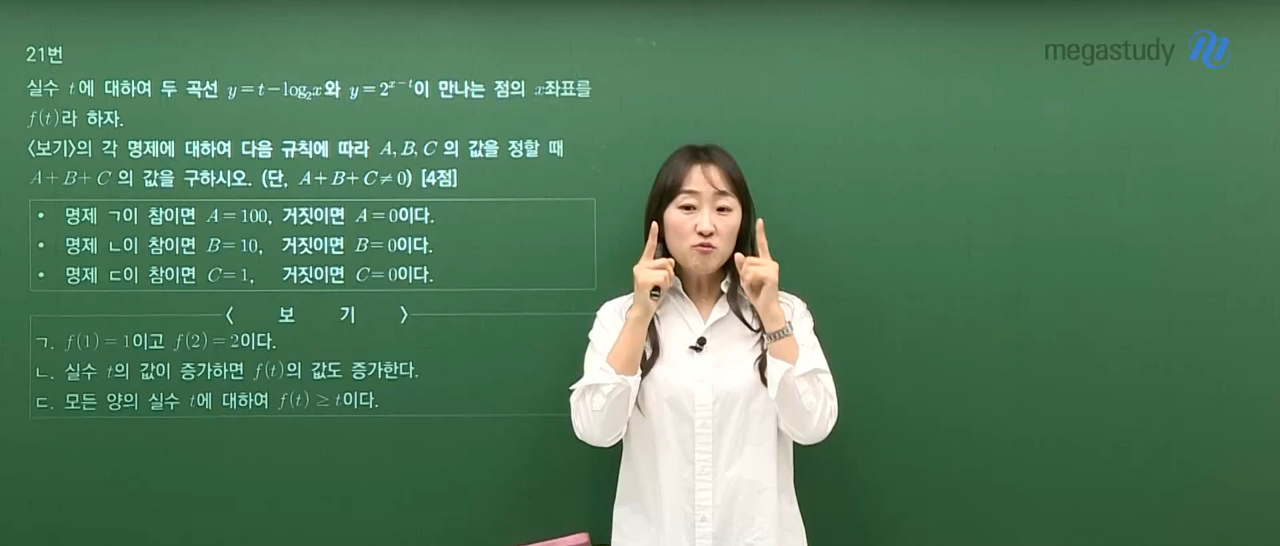 megastudy
21번
실수 t에 대하여 두 곡선 y=t-log₂x와 y=2^{x-t}이 만나는 점의 x좌표를
f(t)라 하자.
<보기>의 각 명제에 대하여 다음 규칙에 따라 A, B, C 의 값을 정할 때
A+B+C 의 값을 구하시오. (단, A+B+C≠0) [4점]
• 명제 ㄱ이 참이면 A=100, 거짓이면 A=0이다.
• 명제 ㄴ이 참이면 B=10, 거짓이면 B=0이다.
• 명제 ㄷ이 참이면 C=1, 거짓이면 C=0이다.
< 보 기 >
ㄱ. f(1)=1이고 f(2)=2이다.
ㄴ. 실수 t의 값이 증가하면 f(t)의 값도 증가한다.
ㄷ. 모든 양의 실수 t에 대하여 f(t)≥t이다.